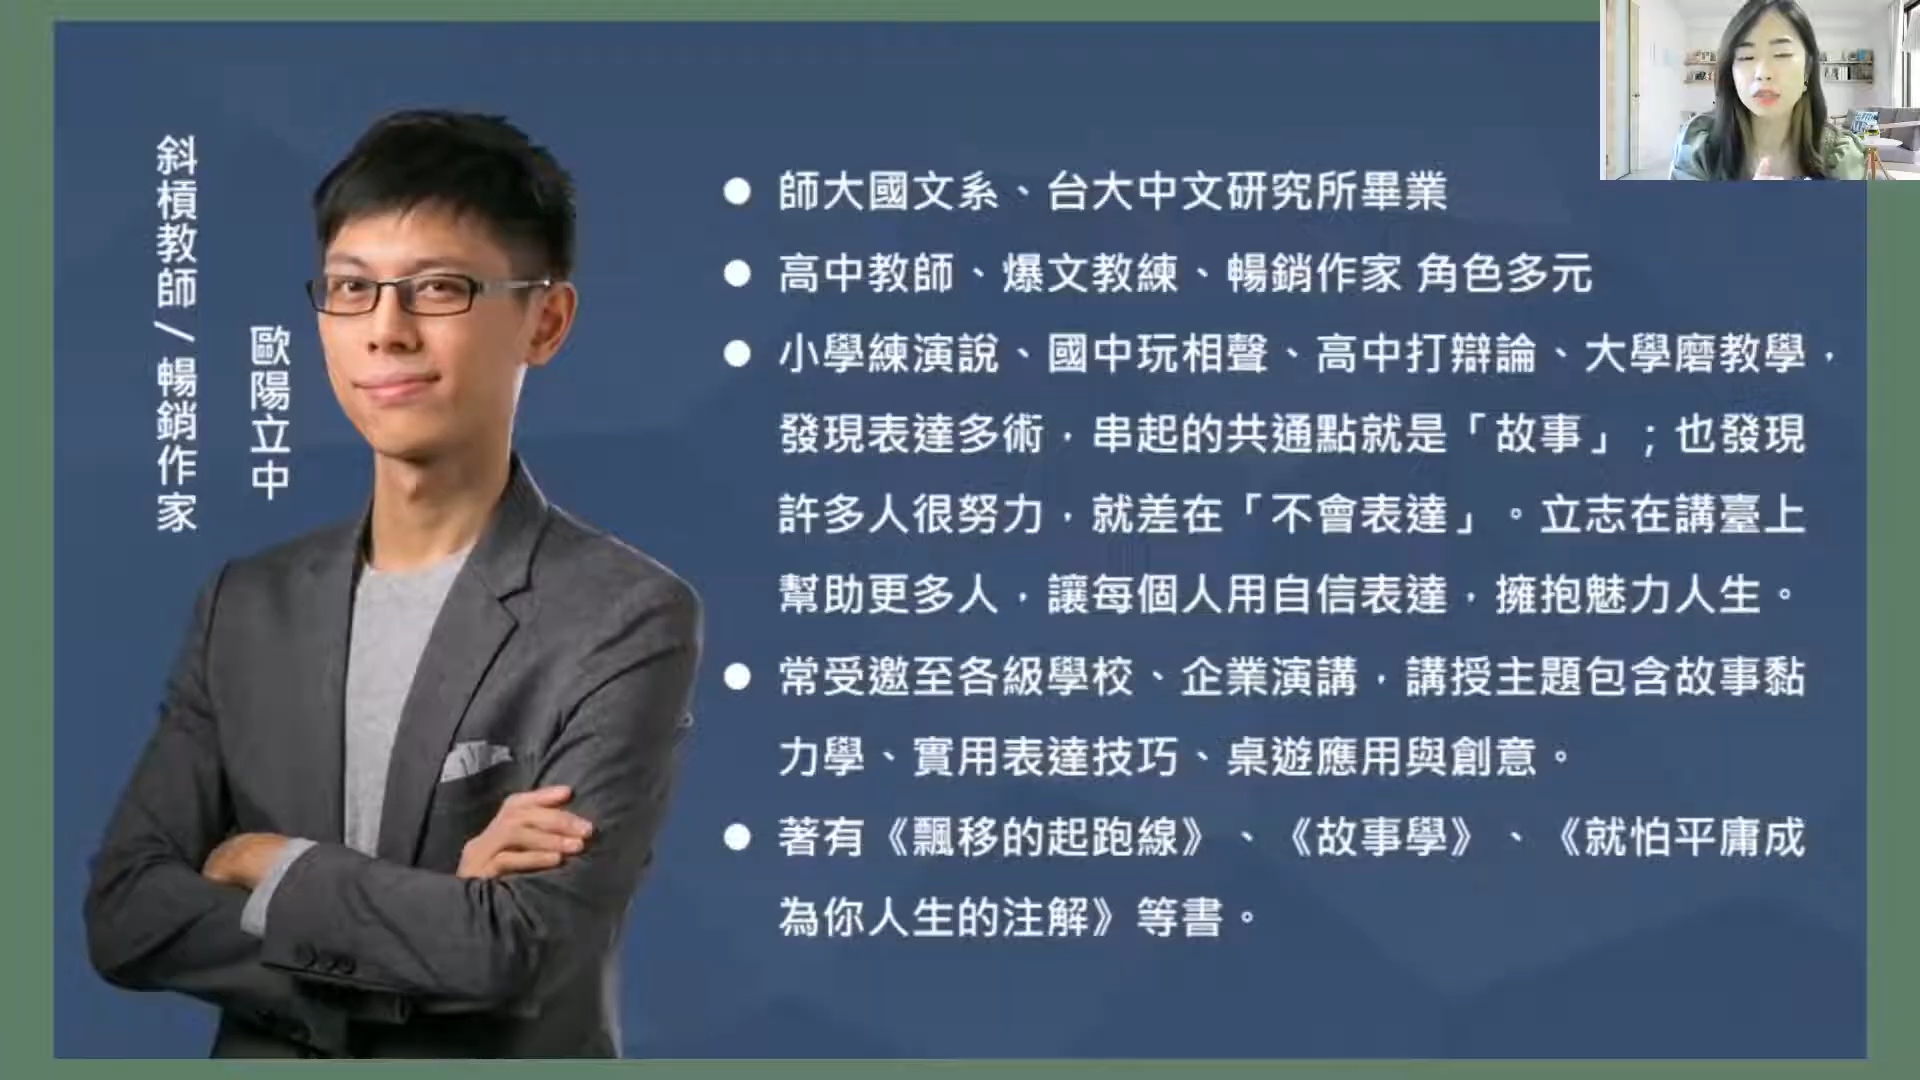 斜槓教師/暢銷作家
歐陽立中
● 師大國文系、台大中文研究所畢業
● 高中教師、爆文教練、暢銷作家 角色多元
● 小學練演說、國中玩相聲、高中打辯論、大學磨教學，
發現表達多術，串起的共通點就是「故事」；也發現
許多人很努力，就差在「不會表達」。立志在講臺上
幫助更多人，讓每個人用自信表達，擁抱魅力人生。
● 常受邀至各級學校、企業演講，講授主題包含故事黏
力學、實用表達技巧、桌遊應用與創意。
● 著有《飄移的起跑線》、《故事學》、《就怕平庸成
為你人生的注解》等書。